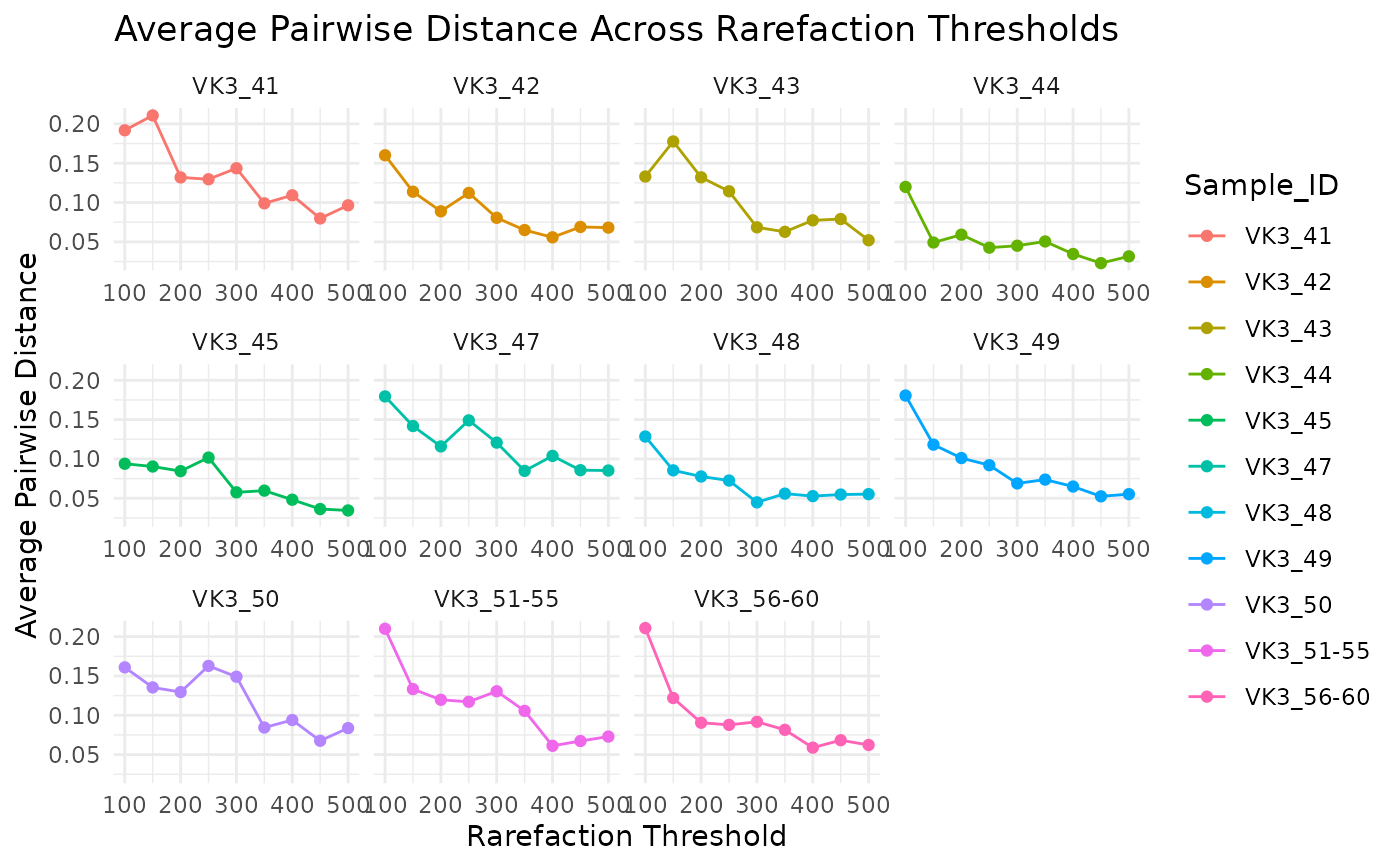 Average Pairwise Distance Across Rarefaction Thresholds
VK3_41 VK3_42 VK3_43 VK3_44
0.20
0.15
0.10
0.05
100 200 300 400 500 100 200 300 400 500 100 200 300 400 500 100 200 300 400 500
VK3_45 VK3_47 VK3_48 VK3_49
0.20
0.15
0.10
0.05
100 200 300 400 500 100 200 300 400 500 100 200 300 400 500 100 200 300 400 500
VK3_50 VK3_51-55 VK3_56-60
0.20
0.15
0.10
0.05
100 200 300 400 500 100 200 300 400 500 100 200 300 400 500
Rarefaction Threshold
Average Pairwise Distance
Sample_ID
VK3_41
VK3_42
VK3_43
VK3_44
VK3_45
VK3_47
VK3_48
VK3_49
VK3_50
VK3_51-55
VK3_56-60